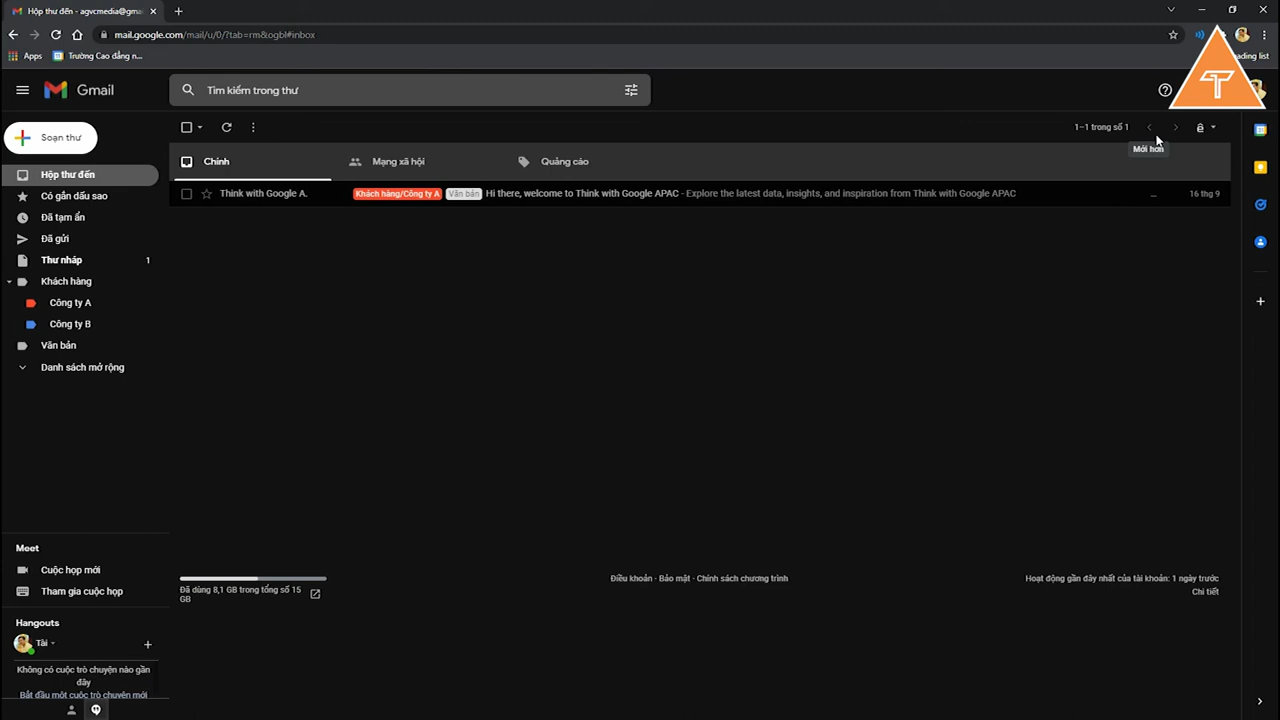 Hộp thư đến - agvcmedia@gma
mail.google.com/mail/u/0/?tab=rm&ogbl#inbox
Apps
Trường Cao đẳng n...
ading list
Gmail
Tìm kiếm trong thư
T
Soạn thư
1–1 trong số 1
Mới hơn
Chính
Mạng xã hội
Quảng cáo
Hộp thư đến
Think with Google A.
Khách hàng/Công ty A
Văn bản
Hi there, welcome to Think with Google APAC - Explore the latest data, insights, and inspiration from Think with Google APAC
...
16 thg 9
Có gắn dấu sao
Đã tạm ẩn
Đã gửi
Thư nháp
1
Khách hàng
Công ty A
Công ty B
Văn bản
Danh sách mở rộng
Meet
Cuộc họp mới
Tham gia cuộc họp
Hangouts
Tài
Không có cuộc trò chuyện nào gần
đây
Bắt đầu một cuộc trò chuyện mới
Đã dùng 8,1 GB trong tổng số 15
GB
Điều khoản - Bảo mật - Chính sách chương trình
Hoạt động gần đây nhất của tài khoản: 1 ngày trước
Chi tiết